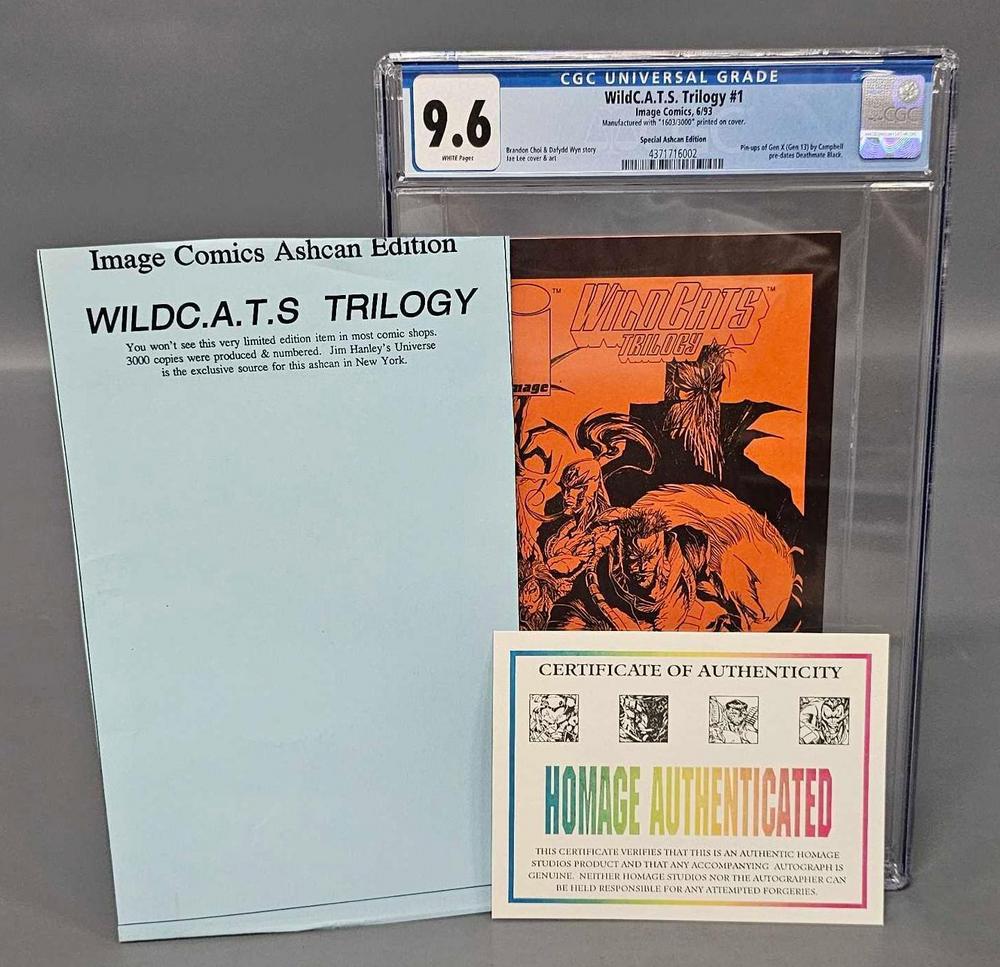 CGC UNIVERSAL GRADE
9.6
WHITE Pages
WildC.A.T.S. Trilogy #1
Image Comics, 6/93
Manufactured with "1603/3000" printed on cover.
Special Ashcan Edition
Brandon Choi & Dafydd Wyn story
Jae Lee cover & art
4371716002
Pin-ups of Gen X (Gen 13) by Campbell
pre-dates Deathmate Black.
CGC
Image Comics Ashcan Edition
WILDC.A.T.S TRILOGY
You won't see this very limited edition item in most comic shops.
3000 copies were produced & numbered. Jim Hanley's Universe
is the exclusive source for this ashcan in New York.
TM
WILDCATS TM
TRILOGY
mage
CERTIFICATE OF AUTHENTICITY
HOMAGE AUTHENTICATED
THIS CERTIFICATE VERIFIES THAT THIS IS AN AUTHENTIC HOMAGE
STUDIOS PRODUCT AND THAT ANY ACCOMPANYING AUTOGRAPH IS
GENUINE. NEITHER HOMAGE STUDIOS NOR THE AUTOGRAPHER CAN
BE HELD RESPONSIBLE FOR ANY ATTEMPTED FORGERIES.